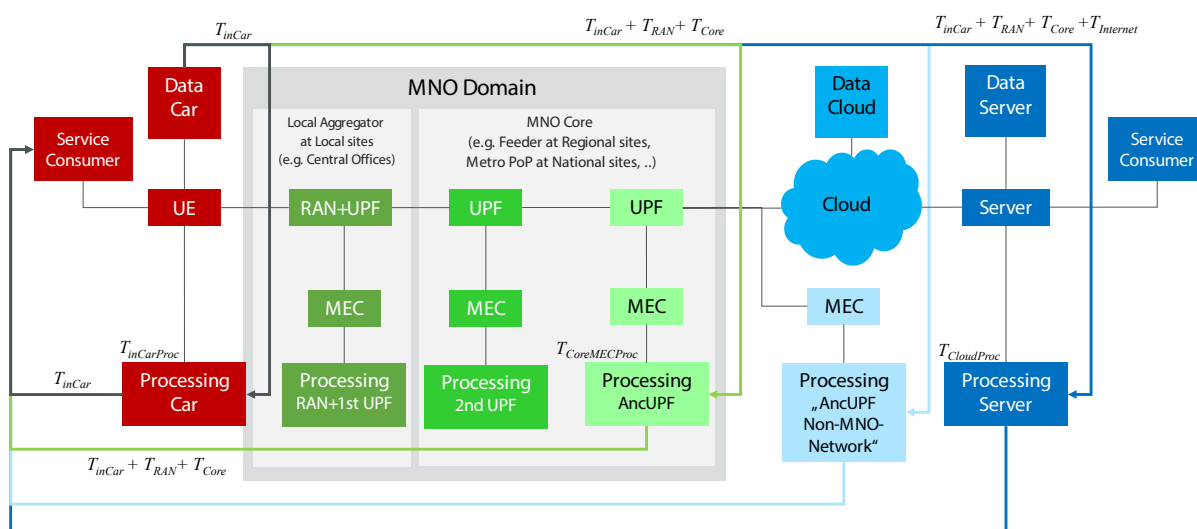 T_inCar
T_inCar + T_RAN + T_Core
T_inCar + T_RAN + T_Core +T_Internet
Data
Car
MNO Domain
Data
Cloud
Data
Server
Service
Consumer
Local Aggregator
at Local sites
(e.g. Central Offices)
MNO Core
(e.g. Feeder at Regional sites,
Metro PoP at National sites, ..)
Service
Consumer
UE
RAN+UPF
UPF
UPF
Cloud
Server
MEC
MEC
MEC
MEC
T_inCarProc
T_CoreMECProc
T_CloudProc
T_inCar
Processing
Car
Processing
RAN+1st UPF
Processing
2nd UPF
Processing
AncUPF
Processing
„AncUPF
Non-MNO-
Network“
Processing
Server
T_inCar + T_RAN + T_Core